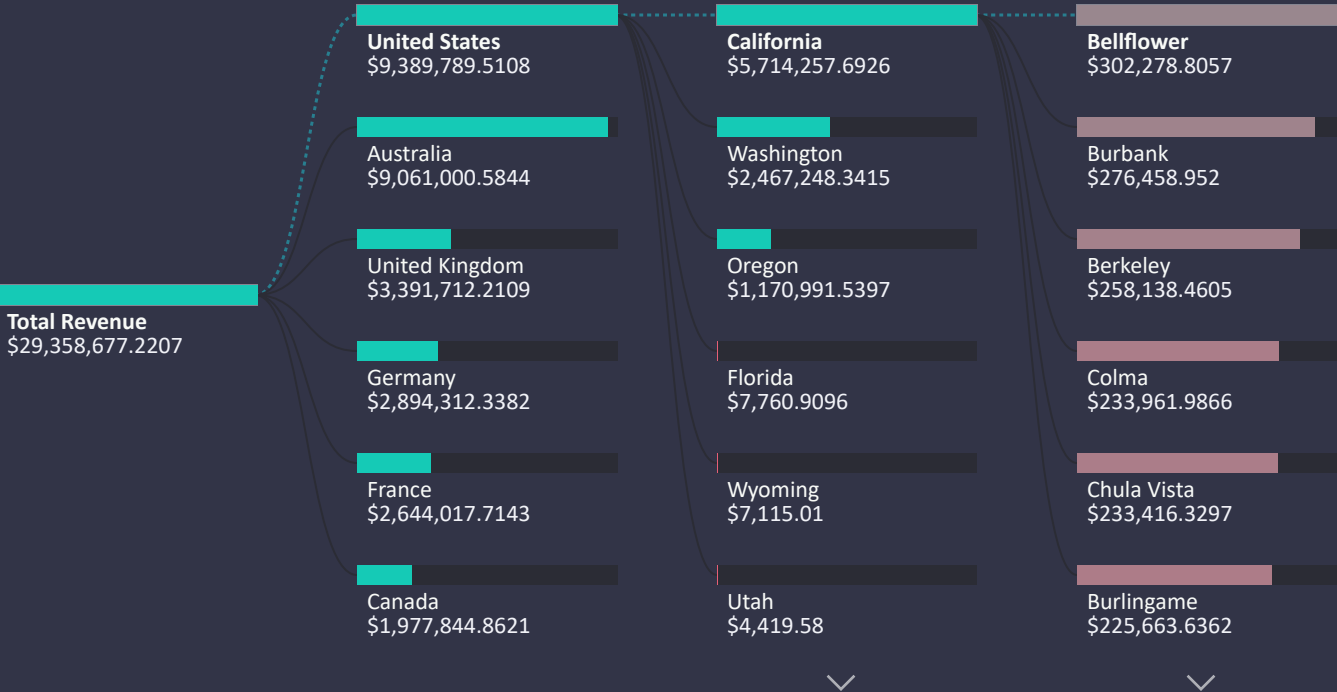 Total Revenue
$29,358,677.2207
United States
$9,389,789.5108
Australia
$9,061,000.5844
United Kingdom
$3,391,712.2109
Germany
$2,894,312.3382
France
$2,644,017.7143
Canada
$1,977,844.8621
California
$5,714,257.6926
Washington
$2,467,248.3415
Oregon
$1,170,991.5397
Florida
$7,760.9096
Wyoming
$7,115.01
Utah
$4,419.58
Bellflower
$302,278.8057
Burbank
$276,458.952
Berkeley
$258,138.4605
Colma
$233,961.9866
Chula Vista
$233,416.3297
Burlingame
$225,663.6362